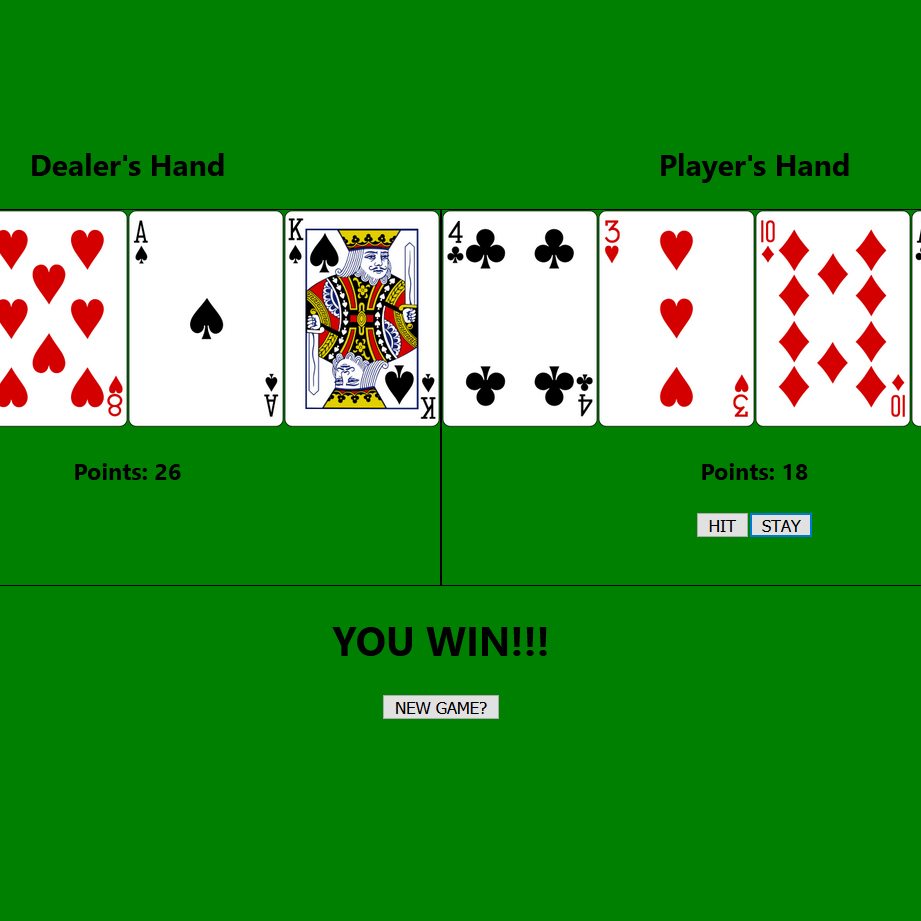 Dealer's Hand
Player's Hand
8
A
A
K
K
4
4
3
3
10
10
Points: 26
Points: 18
HIT STAY
YOU WIN!!!
NEW GAME?